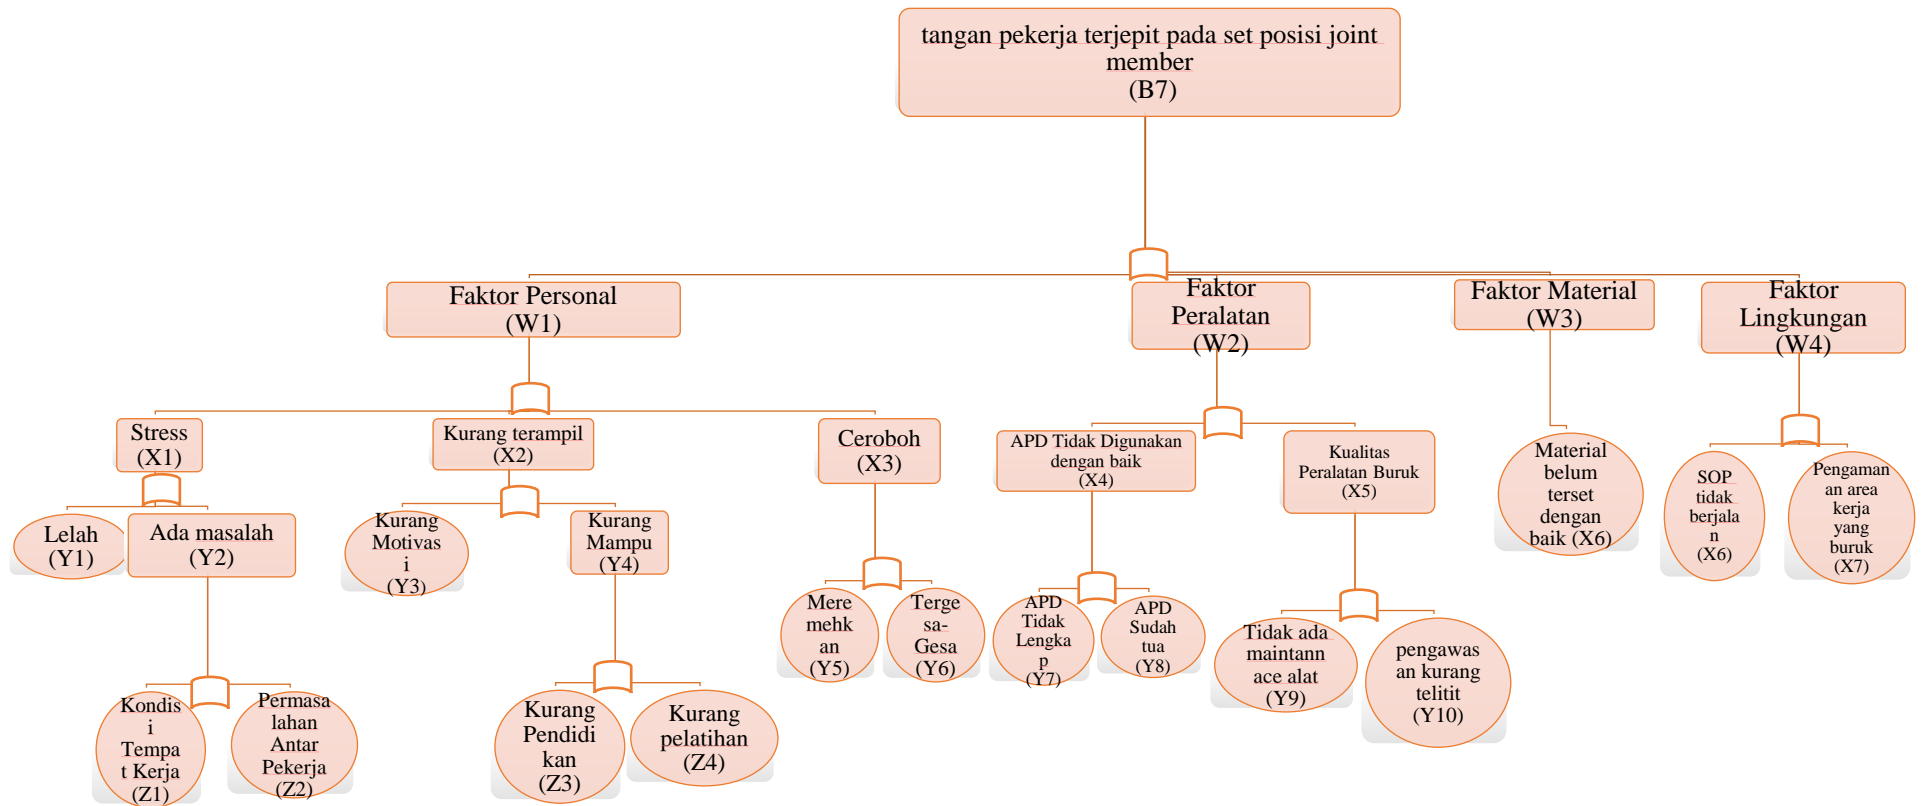 tangan pekerja terjepit pada set posisi joint
member
(B7)
Faktor Personal
(W1)
Faktor
Peralatan
(W2)
Faktor Material
(W3)
Faktor
Lingkungan
(W4)
Stress
(X1)
Kurang terampil
(X2)
Ceroboh
(X3)
APD Tidak Digunakan
dengan baik
(X4)
Kualitas
Peralatan Buruk
(X5)
Material
belum
terset
dengan
baik (X6)
SOP
tidak
berjala
n
(X6)
Pengaman
an area
kerja
yang
buruk
(X7)
Lelah
(Y1)
Ada masalah
(Y2)
Kurang
Motivas
i
(Y3)
Kurang
Mampu
(Y4)
Mere
mehk
an
(Y5)
Terge
sa-
Gesa
(Y6)
APD
Tidak
Lengka
p
(Y7)
APD
Sudah
tua
(Y8)
Tidak ada
maintann
ace alat
(Y9)
pengawas
an kurang
telitit
(Y10)
Kondis
i
Tempa
t Kerja
(Z1)
Permasa
lahan
Antar
Pekerja
(Z2)
Kurang
Pendidi
kan
(Z3)
Kurang
pelatihan
(Z4)